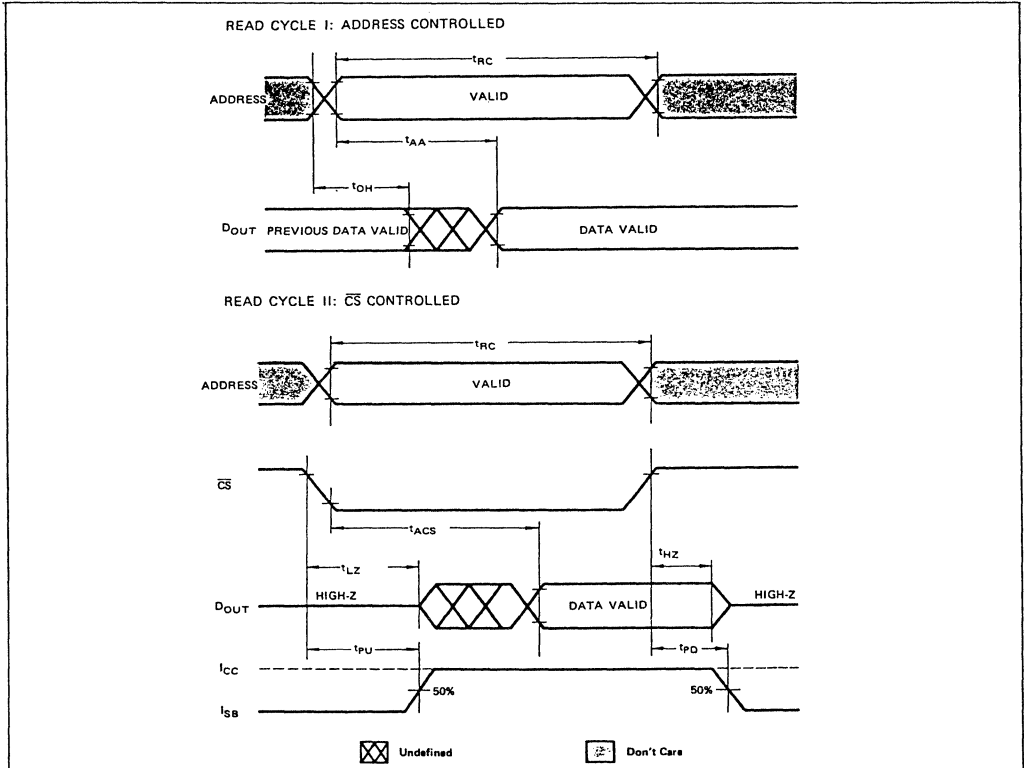 READ CYCLE I: ADDRESS CONTROLLED
tRC
ADDRESS
VALID
tAA
tOH
DOUT
PREVIOUS DATA VALID
DATA VALID
READ CYCLE II: C̅S̅ CONTROLLED
tRC
ADDRESS
VALID
C̅S̅
tACS
tLZ
tHZ
DOUT
HIGH-Z
DATA VALID
HIGH-Z
tPU
tPD
ICC
50%
50%
ISB
Undefined
Don't Care